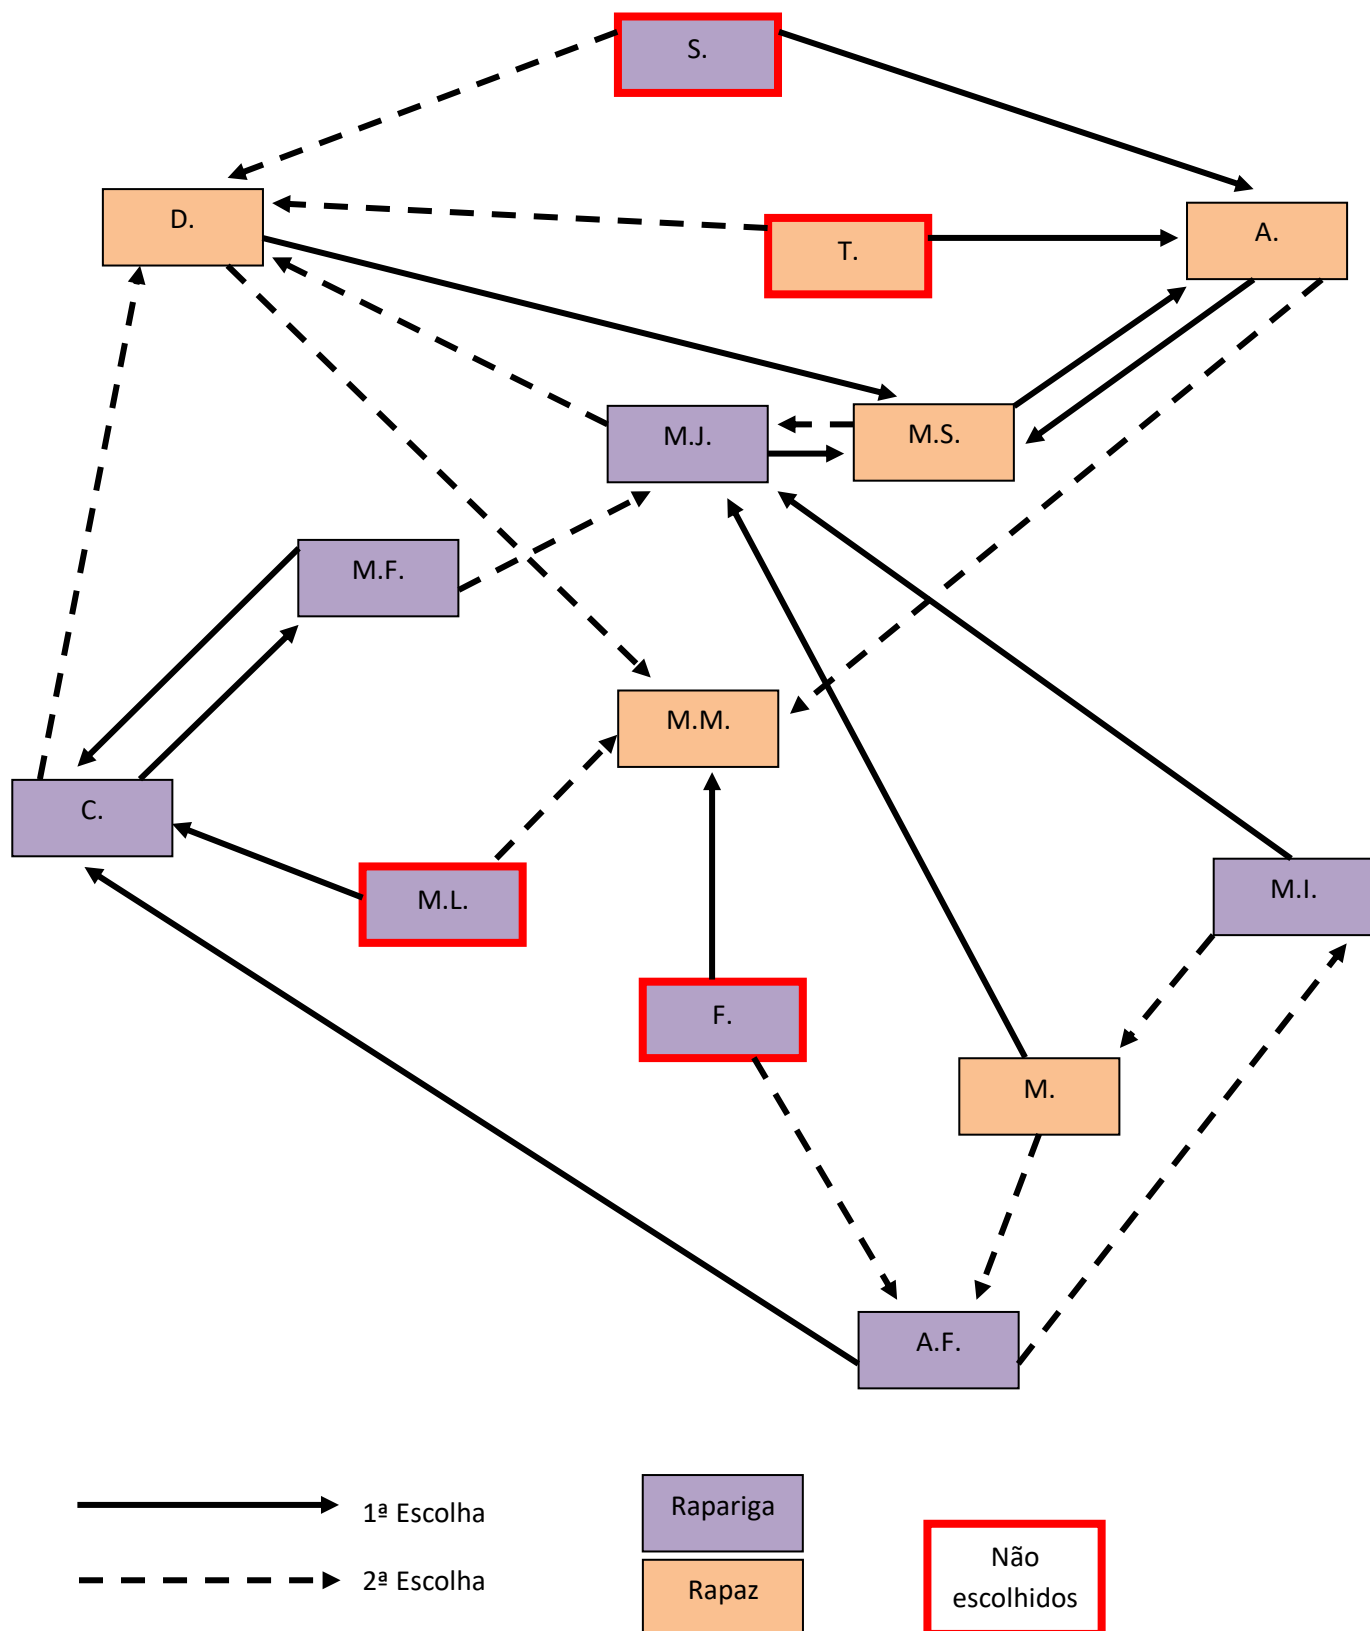 S.
D.
T.
A.
M.J.
M.S.
M.F.
M.M.
C.
M.L.
M.I.
F.
M.
A.F.
1ª Escolha
2ª Escolha
Rapariga
Rapaz
Não
escolhidos